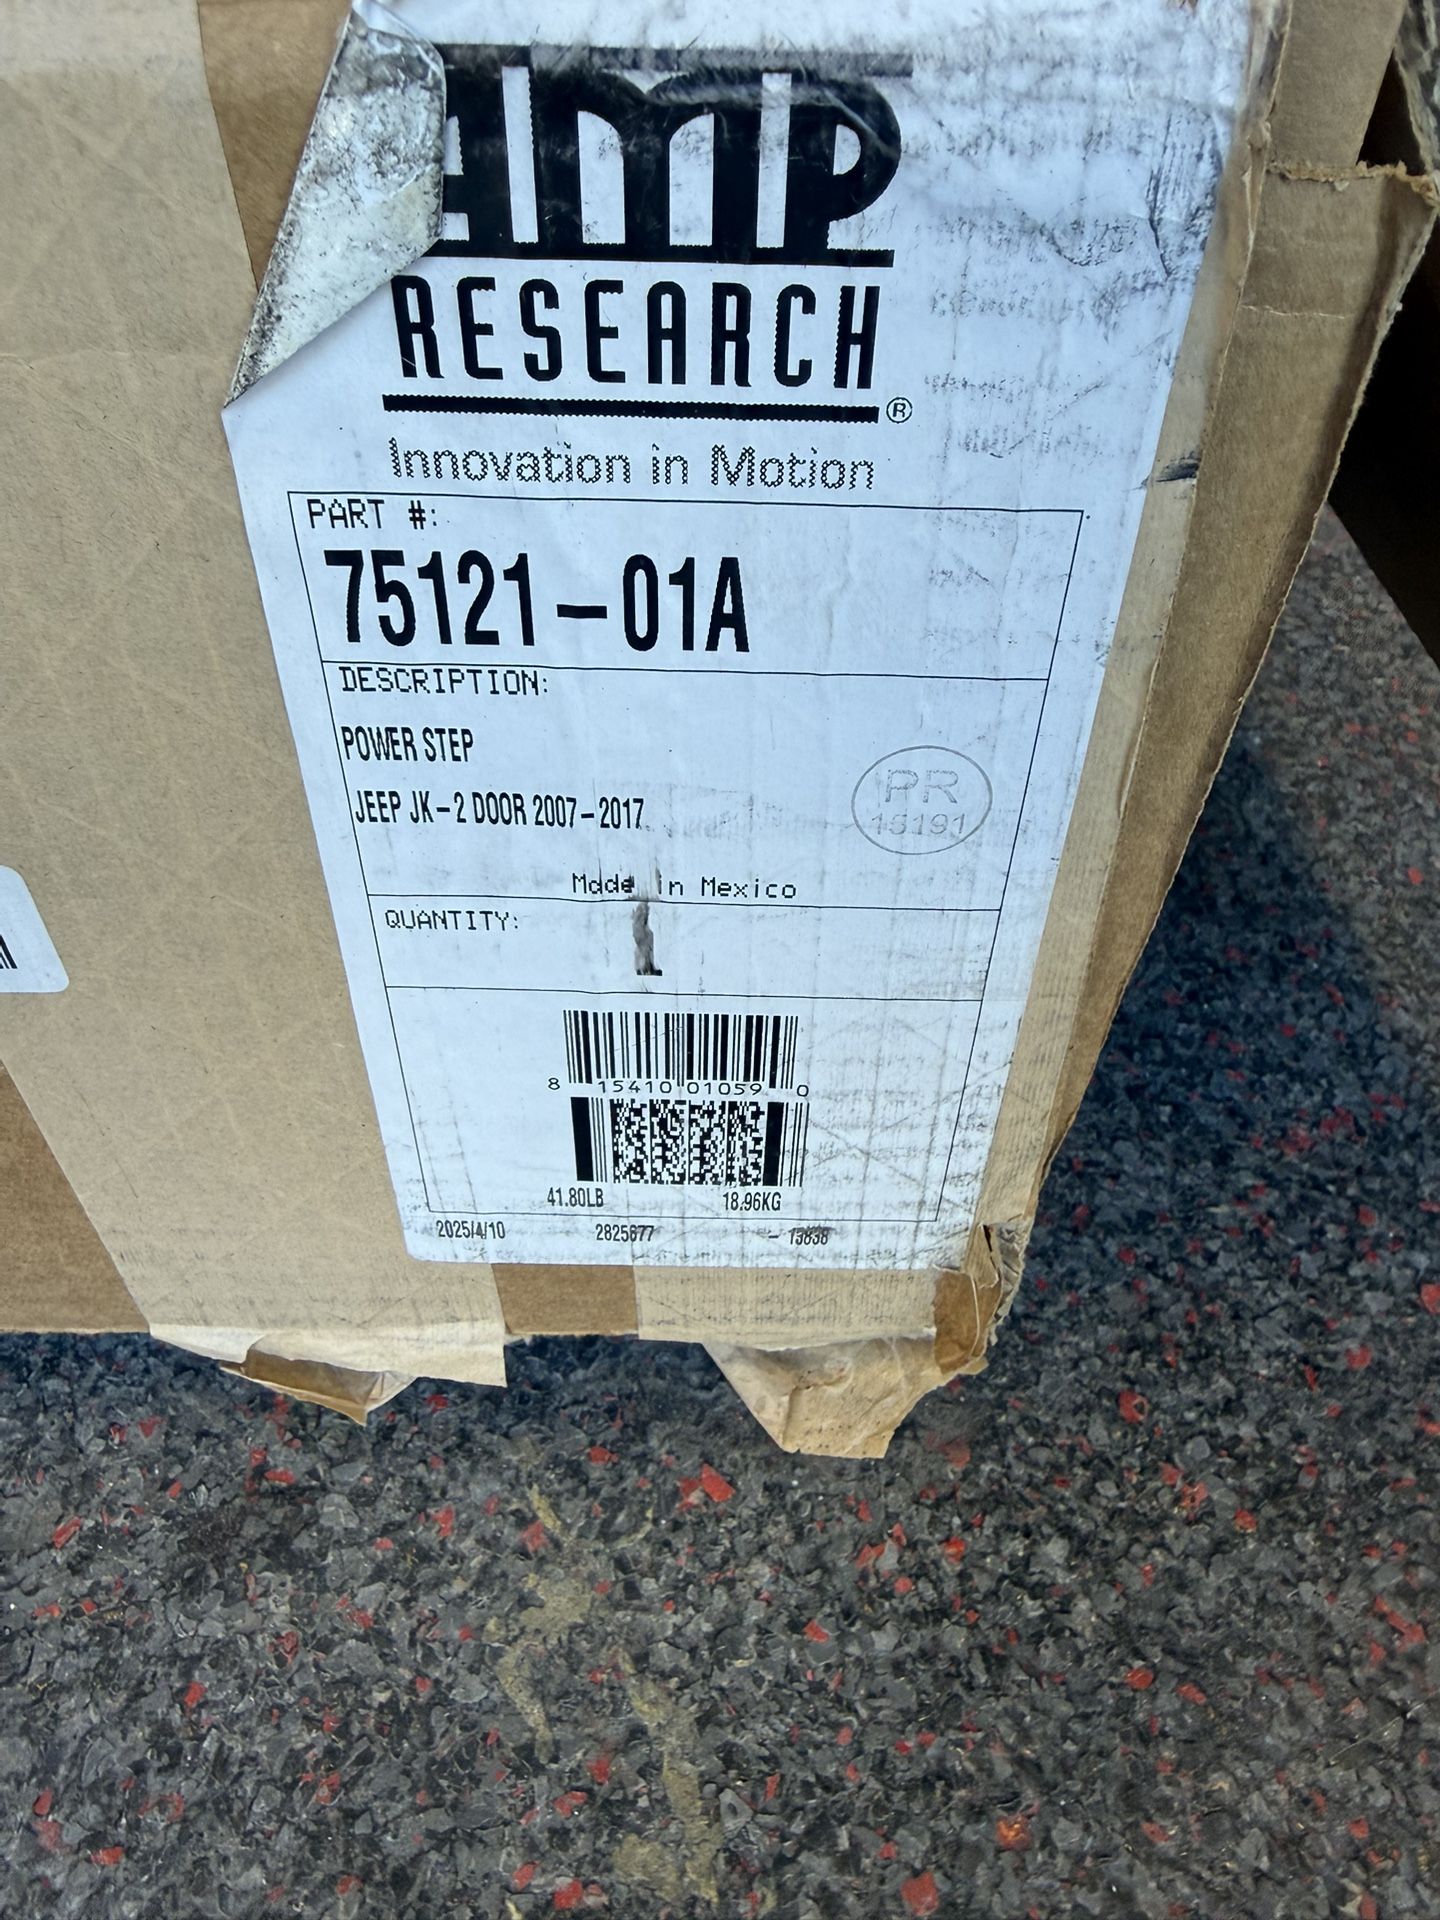 amp
RESEARCH®
Innovation in Motion
PART #:
75121-01A
DESCRIPTION:
POWER STEP
JEEP JK-2 DOOR 2007-2017
PR
15191
Made in Mexico
QUANTITY:
1
8 15410 01059 0
41.80LB 18.96KG
2025/4/10 2825677 - 13838